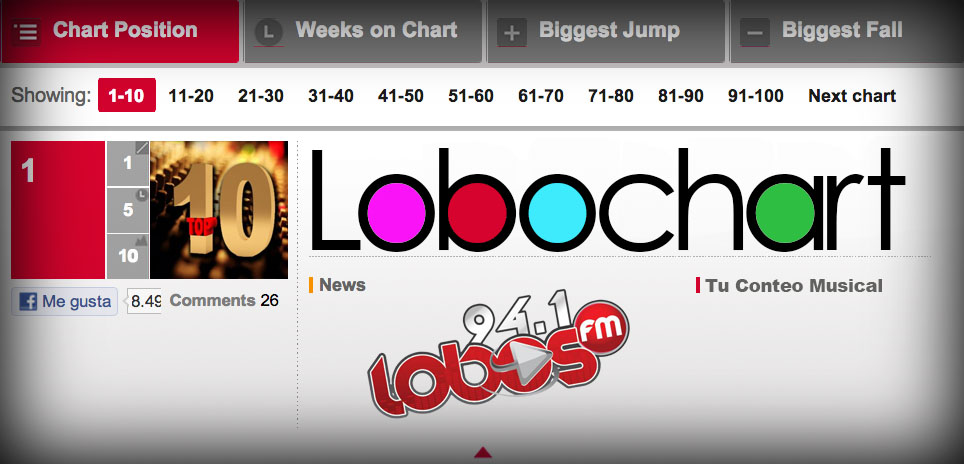 Chart Position Weeks on Chart Biggest Jump Biggest Fall
Showing: 1-10 11-20 21-30 31-40 41-50 51-60 61-70 71-80 81-90 91-100 Next chart
1
1
5
10
TOP 10
Lobochart
Me gusta 8.49 Comments 26
News
Tu Conteo Musical
94.1
LOBOS FM